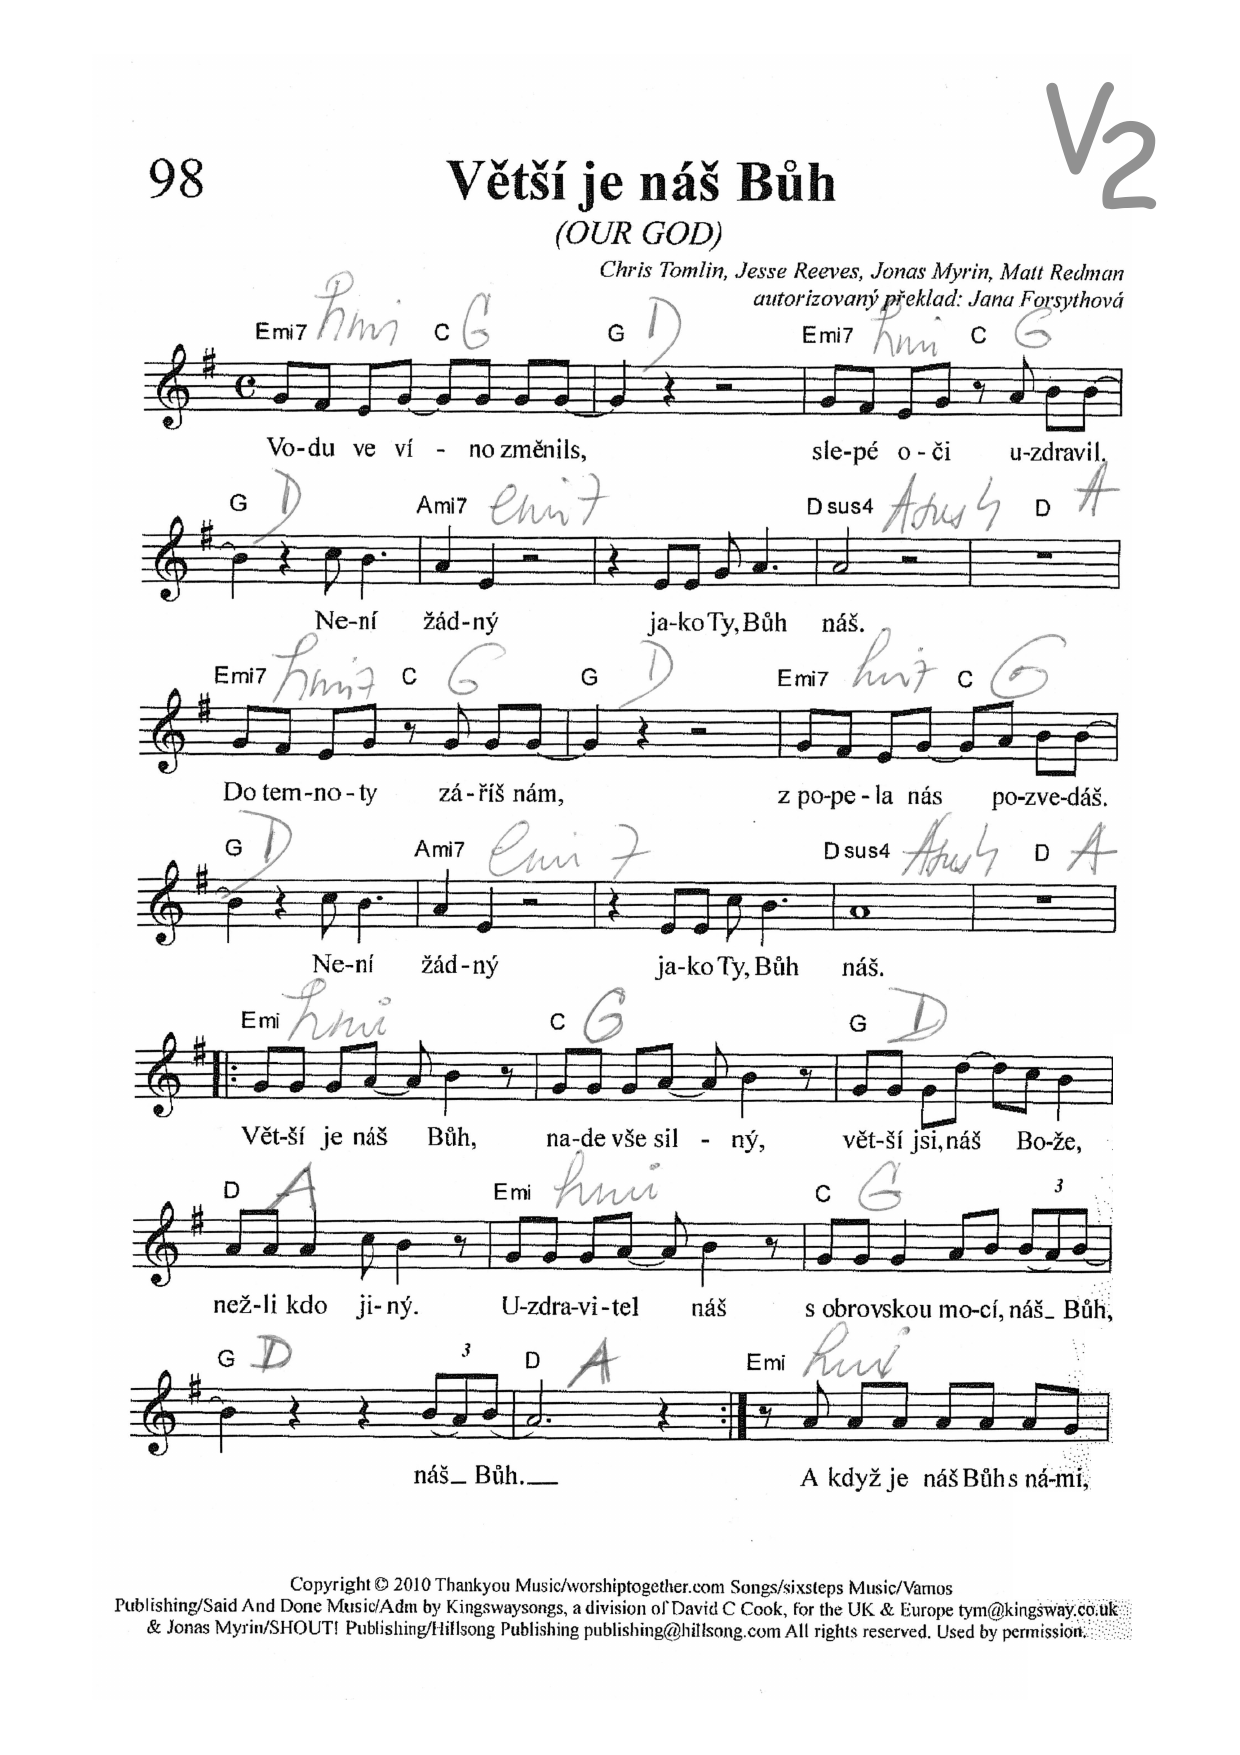 V2
98
Větší je náš Bůh
(OUR GOD)
Chris Tomlin, Jesse Reeves, Jonas Myrin, Matt Redman
autorizovaný překlad: Jana Forsythová
Emi7 hmi C G G D Emi7 hmi C G
Vo-du ve ví - no změnils, sle-pé o - či u-zdravil.
G D Ami7 emi7 Dsus4 Asus4 D A
Ne-ní žád-ný ja-ko Ty, Bůh náš.
Emi7 hmi7 C G G D Emi7 hmi7 C G
Do tem-no-ty zá-říš nám, z po-pe-la nás po-zve-dáš.
G D Ami7 emi7 Dsus4 Asus4 D A
Ne-ní žád-ný ja-ko Ty, Bůh náš.
Emi hmi C G G D
Vět-ší je náš Bůh, na-de vše sil - ný, vět-ší jsi, náš Bo-že,
D A Emi hmi C G 3
než-li kdo ji-ný. U-zdra-vi-tel náš s obrovskou mo-cí, náš_ Bůh,
G D 3 D A Emi hmi
náš_ Bůh.__ A když je náš Bůh s ná-mi,
Copyright © 2010 Thankyou Music/worshiptogether.com Songs/sixsteps Music/Vamos
Publishing/Said And Done Music/Adm by Kingswaysongs, a division of David C Cook, for the UK & Europe tym@kingsway.co.uk
& Jonas Myrin/SHOUT! Publishing/Hillsong Publishing publishing@hillsong.com All rights reserved. Used by permission.